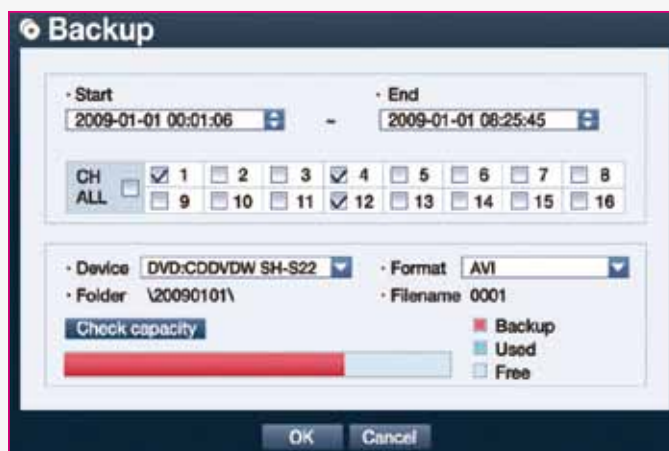 Backup
· Start · End
2009-01-01 00:01:06 ~ 2009-01-01 08:25:45
CH ALL
1 2 3 4 5 6 7 8
9 10 11 12 13 14 15 16
· Device DVD:CDDVDW SH-S22 · Format AVI
· Folder \20090101\ · Filename 0001
Check capacity
Backup
Used
Free
OK Cancel